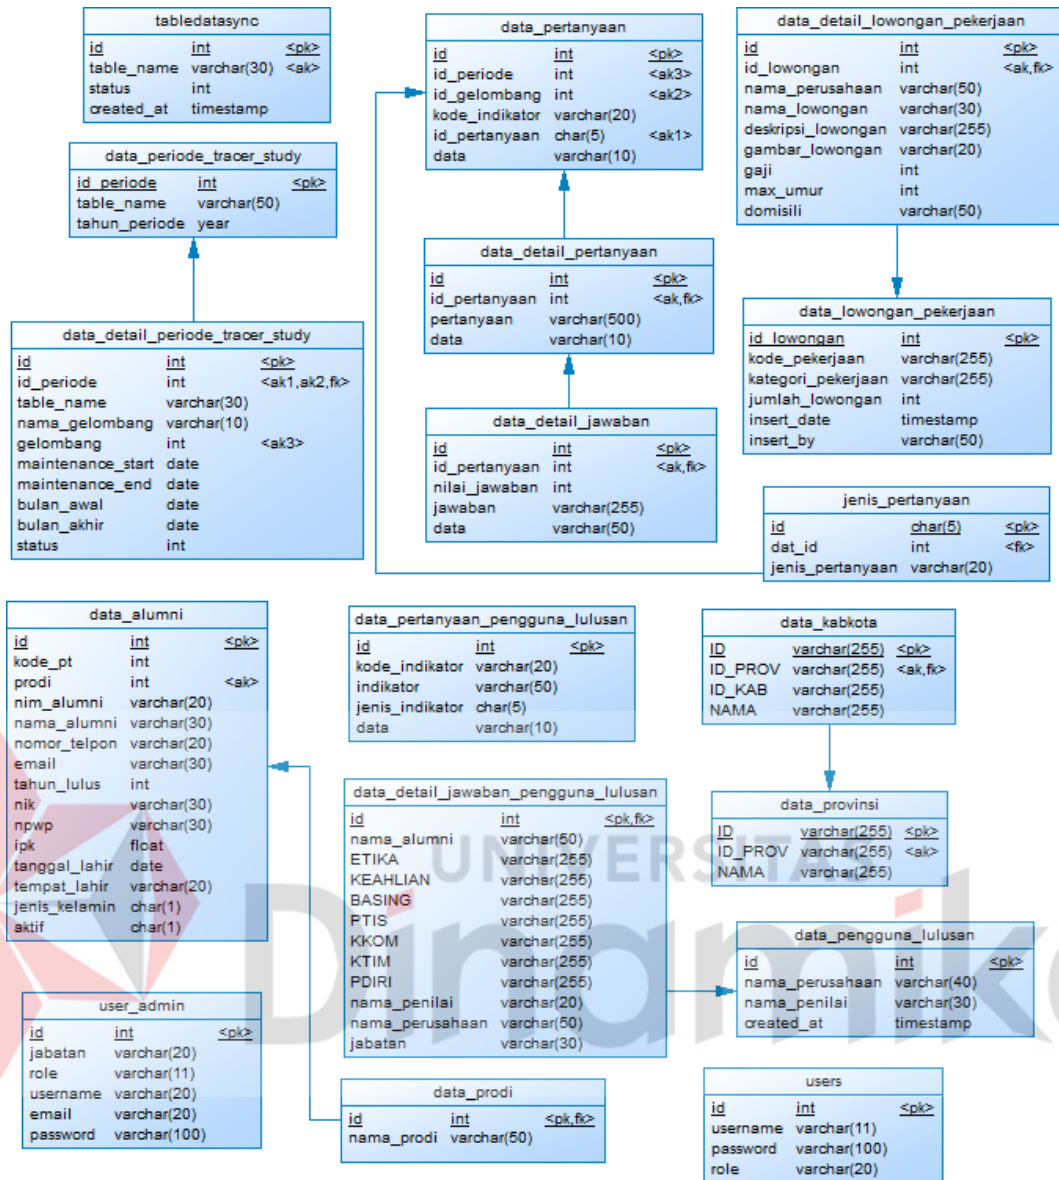 tabledatasync
id int <pk>
table_name varchar(30) <ak>
status int
created_at timestamp
data_periode_tracer_study
id_periode int <pk>
table_name varchar(50)
tahun_periode year
data_detail_periode_tracer_study
id int <pk>
id_periode int <ak1,ak2,fk>
table_name varchar(30)
nama_gelombang varchar(10)
gelombang int <ak3>
maintenance_start date
maintenance_end date
bulan_awal date
bulan_akhir date
status int
data_pertanyaan
id int <pk>
id_periode int <ak3>
id_gelombang int <ak2>
kode_indikator varchar(20)
id_pertanyaan char(5) <ak1>
data varchar(10)
data_detail_pertanyaan
id int <pk>
id_pertanyaan int <ak,fk>
pertanyaan varchar(500)
data varchar(10)
data_detail_jawaban
id int <pk>
id_pertanyaan int <ak,fk>
nilai_jawaban int
jawaban varchar(255)
data varchar(50)
data_detail_lowongan_pekerjaan
id int <pk>
id_lowongan int <ak,fk>
nama_perusahaan varchar(50)
nama_lowongan varchar(30)
deskripsi_lowongan varchar(255)
gambar_lowongan varchar(20)
gaji int
max_umur int
domisili varchar(50)
data_lowongan_pekerjaan
id_lowongan int <pk>
kode_pekerjaan varchar(255)
kategori_pekerjaan varchar(255)
jumlah_lowongan int
insert_date timestamp
insert_by varchar(50)
jenis_pertanyaan
id char(5) <pk>
dat_id int <fk>
jenis_pertanyaan varchar(20)
data_alumni
id int <pk>
kode_pt int
prodi int <ak>
nim_alumni varchar(20)
nama_alumni varchar(30)
nomor_telpon varchar(20)
email varchar(30)
tahun_lulus int
nik varchar(30)
npwp varchar(30)
ipk float
tanggal_lahir date
tempat_lahir varchar(20)
jenis_kelamin char(1)
aktif char(1)
user_admin
id int <pk>
jabatan varchar(20)
role varchar(11)
username varchar(20)
email varchar(20)
password varchar(100)
data_pertanyaan_pengguna_lulusan
id int <pk>
kode_indikator varchar(20)
indikator varchar(50)
jenis_indikator char(5)
data varchar(10)
data_detail_jawaban_pengguna_lulusan
id int <pk,fk>
nama_alumni varchar(50)
ETIKA varchar(255)
KEAHLIAN varchar(255)
BASING varchar(255)
PTIS varchar(255)
KKOM varchar(255)
KTIM varchar(255)
PDIRI varchar(255)
nama_penilai varchar(20)
nama_perusahaan varchar(50)
jabatan varchar(30)
data_prodi
id int <pk,fk>
nama_prodi varchar(50)
data_kabkota
ID varchar(255) <pk>
ID_PROV varchar(255) <ak,fk>
ID_KAB varchar(255)
NAMA varchar(255)
data_provinsi
ID varchar(255) <pk>
ID_PROV varchar(255) <ak>
NAMA varchar(255)
data_pengguna_lulusan
id int <pk>
nama_perusahaan varchar(40)
nama_penilai varchar(30)
created_at timestamp
users
id int <pk>
username varchar(11)
password varchar(100)
role varchar(20)
UNIVERSITAS
Dinamika